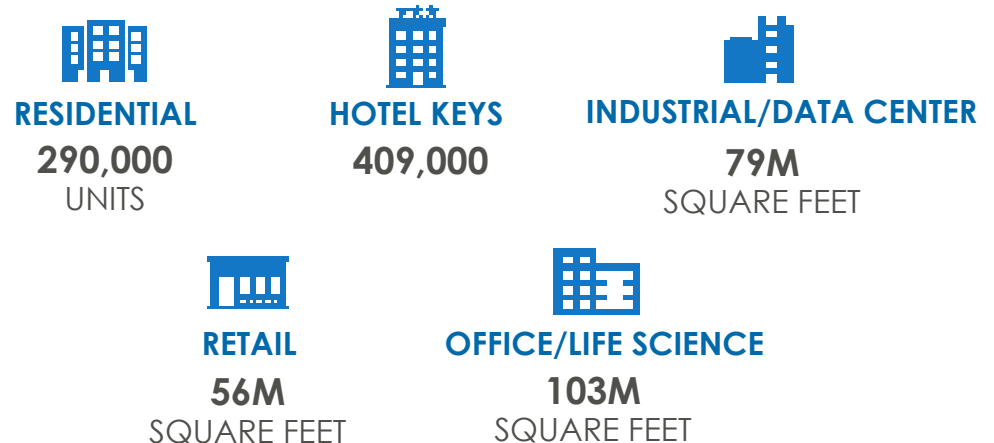 RESIDENTIAL
290,000
UNITS
HOTEL KEYS
409,000
INDUSTRIAL/DATA CENTER
79M
SQUARE FEET
RETAIL
56M
SQUARE FEET
OFFICE/LIFE SCIENCE
103M
SQUARE FEET